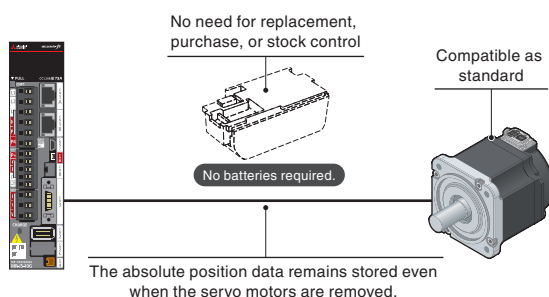 No need for replacement,
purchase, or stock control
Compatible as
standard
No batteries required.
The absolute position data remains stored even
when the servo motors are removed.
CHARGE